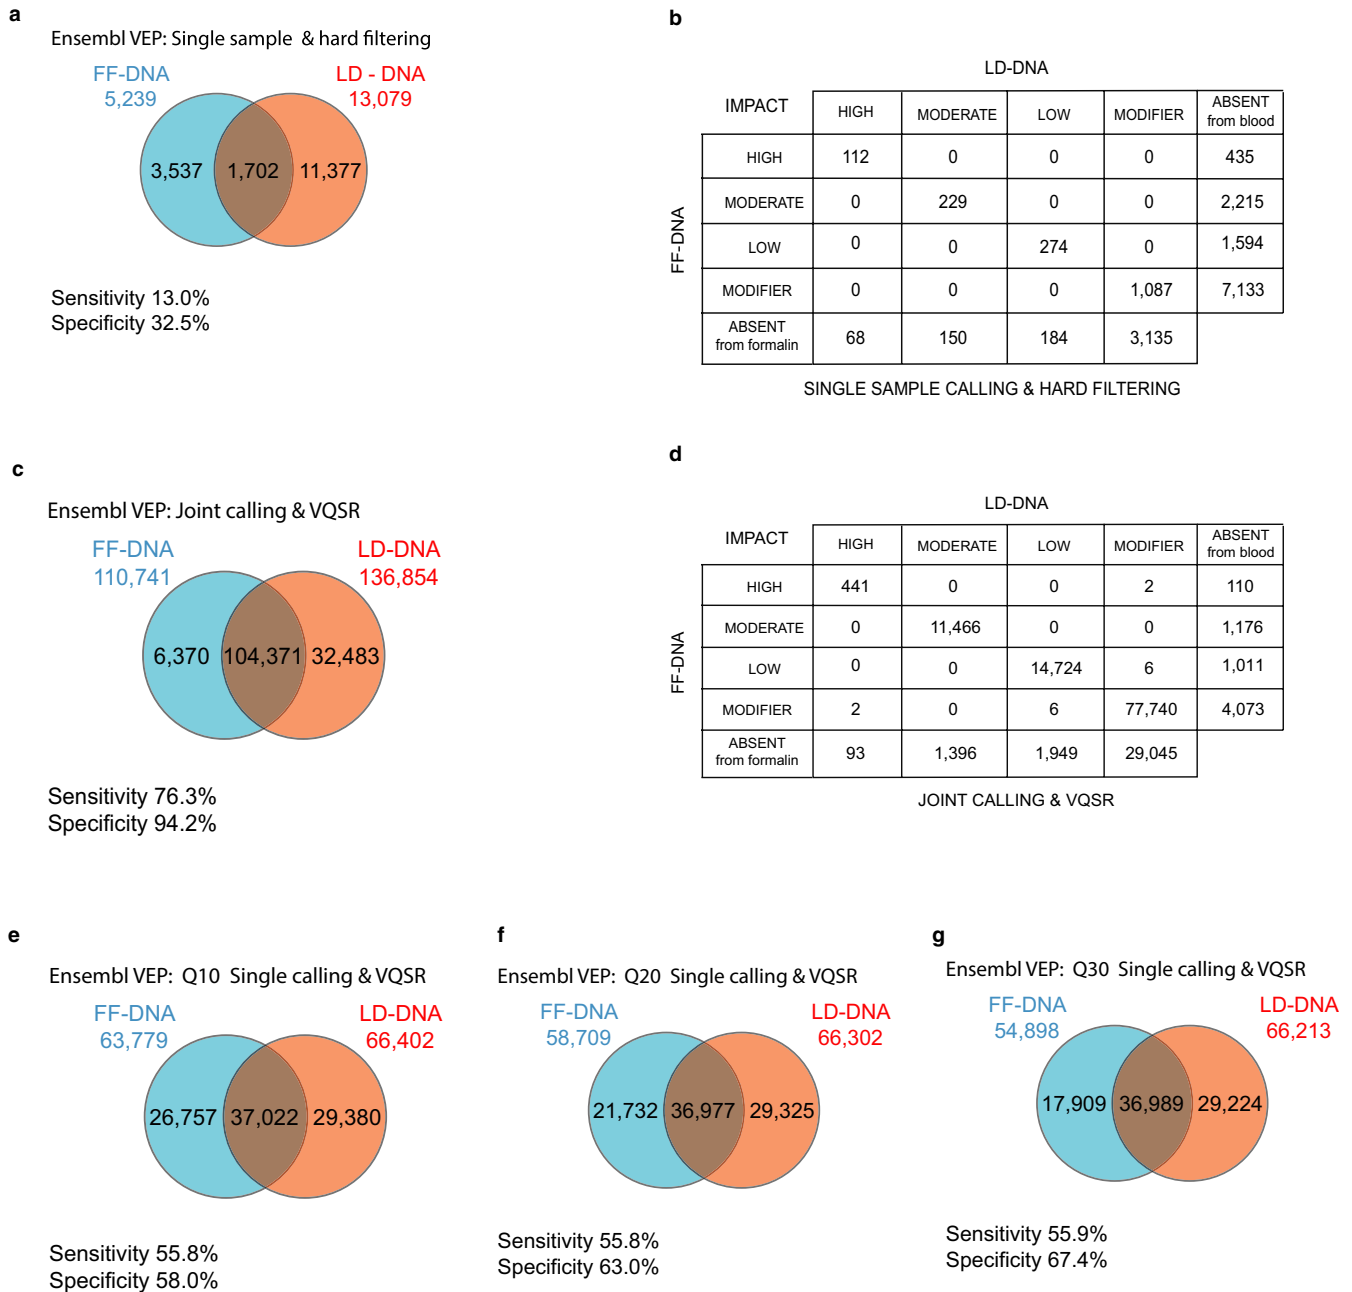 a
Ensembl VEP: Single sample & hard filtering
FF-DNA
5,239
LD - DNA
13,079
3,537
1,702
11,377
Sensitivity 13.0%
Specificity 32.5%
b
LD-DNA
IMPACT
HIGH
MODERATE
LOW
MODIFIER
ABSENT
from blood
FF-DNA
HIGH 112 0 0 0 435
MODERATE 0 229 0 0 2,215
LOW 0 0 274 0 1,594
MODIFIER 0 0 0 1,087 7,133
ABSENT
from formalin 68 150 184 3,135
SINGLE SAMPLE CALLING & HARD FILTERING
c
Ensembl VEP: Joint calling & VQSR
FF-DNA
110,741
LD-DNA
136,854
6,370
104,371
32,483
Sensitivity 76.3%
Specificity 94.2%
d
LD-DNA
IMPACT
HIGH
MODERATE
LOW
MODIFIER
ABSENT
from blood
FF-DNA
HIGH 441 0 0 2 110
MODERATE 0 11,466 0 0 1,176
LOW 0 0 14,724 6 1,011
MODIFIER 2 0 6 77,740 4,073
ABSENT
from formalin 93 1,396 1,949 29,045
JOINT CALLING & VQSR
e
Ensembl VEP: Q10 Single calling & VQSR
FF-DNA
63,779
LD-DNA
66,402
26,757
37,022
29,380
Sensitivity 55.8%
Specificity 58.0%
f
Ensembl VEP: Q20 Single calling & VQSR
FF-DNA
58,709
LD-DNA
66,302
21,732
36,977
29,325
Sensitivity 55.8%
Specificity 63.0%
g
Ensembl VEP: Q30 Single calling & VQSR
FF-DNA
54,898
LD-DNA
66,213
17,909
36,989
29,224
Sensitivity 55.9%
Specificity 67.4%